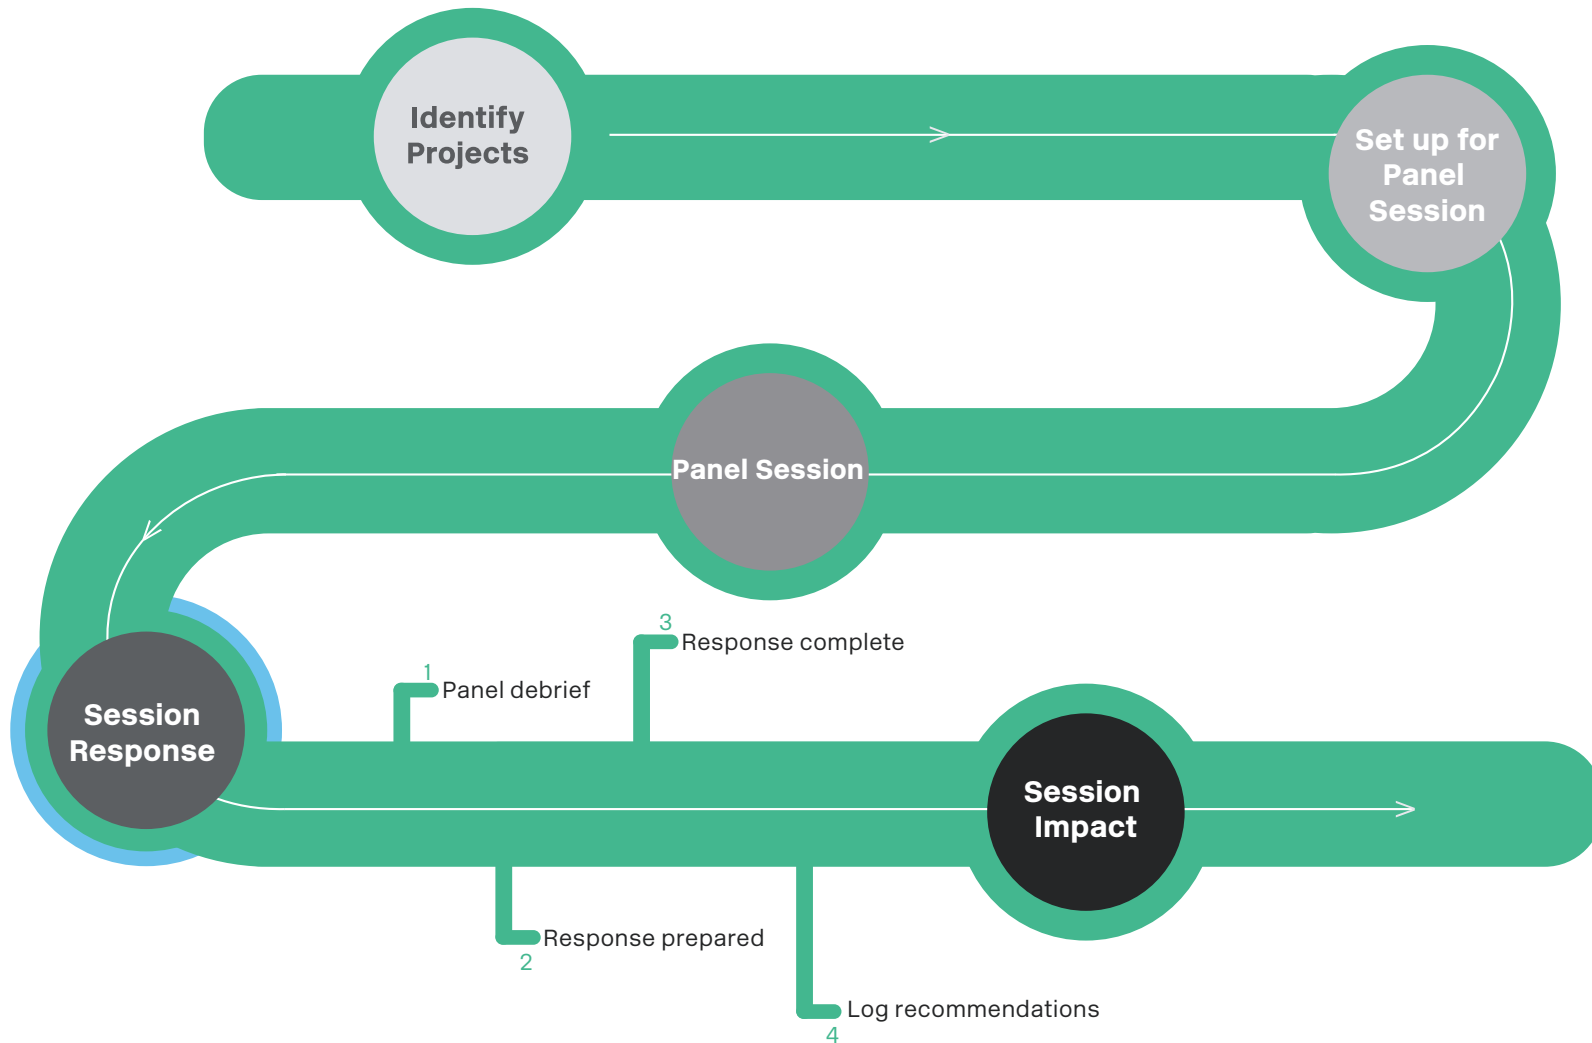 Identify
Projects
Set up for
Panel
Session
Panel Session
Session
Response
1
Panel debrief
3
Response complete
Session
Impact
Response prepared
2
Log recommendations
4